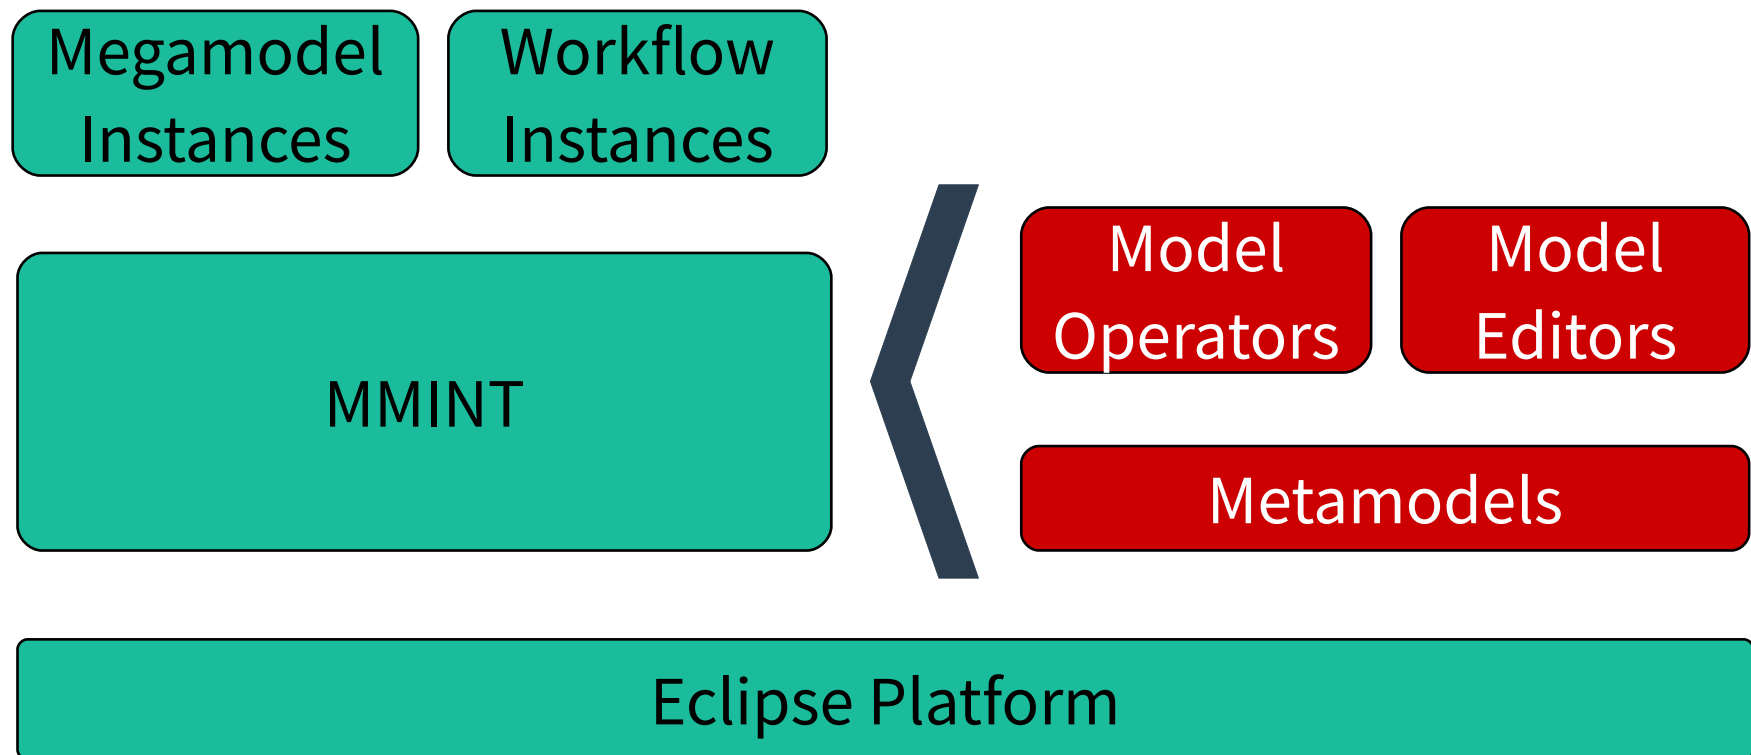 Megamodel
Instances
Workflow
Instances
Model
Operators
Model
Editors
MMINT
Metamodels
Eclipse Platform